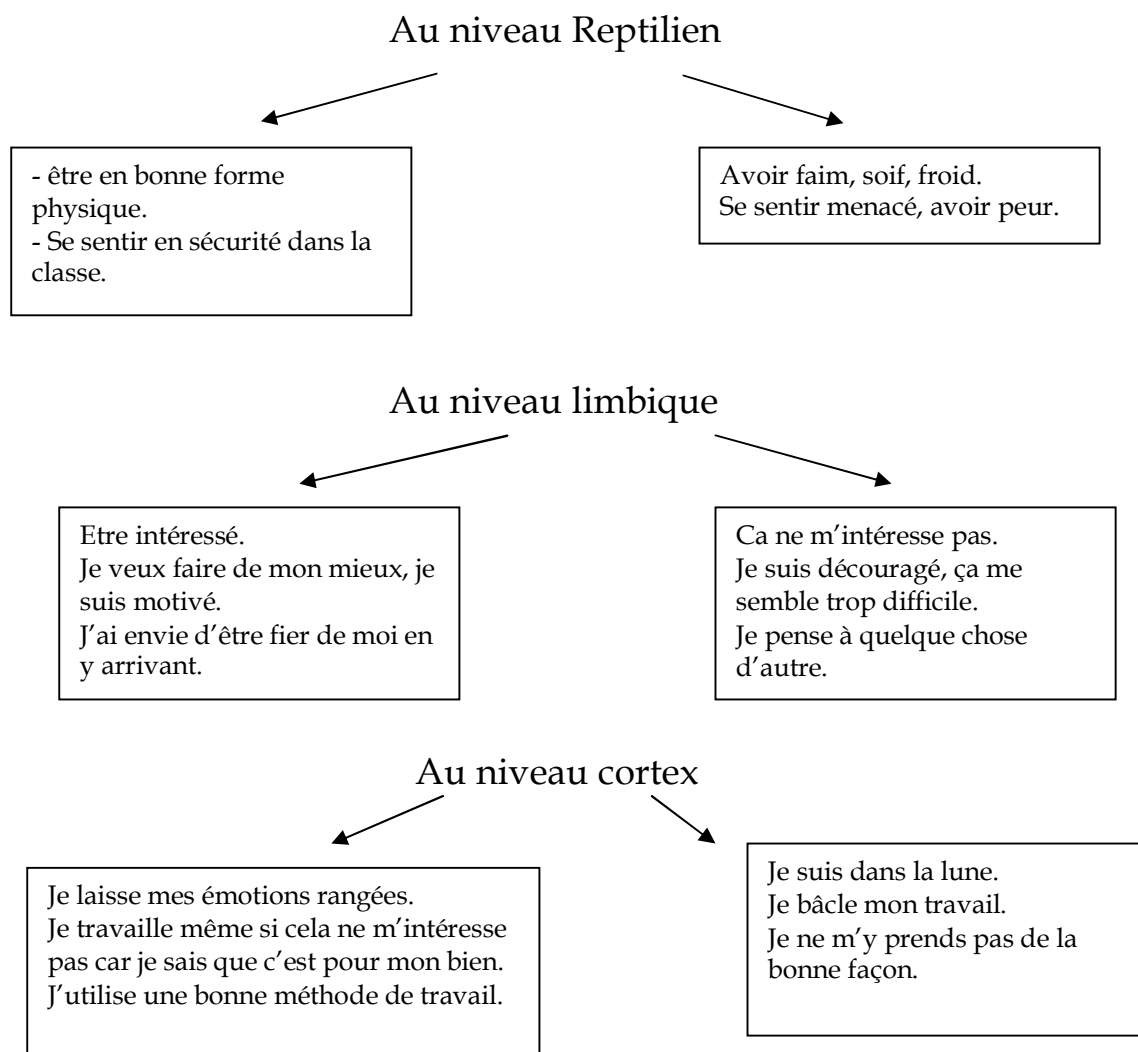 Au niveau Reptilien
- être en bonne forme
physique.
- Se sentir en sécurité dans la
classe.
Avoir faim, soif, froid.
Se sentir menacé, avoir peur.
Au niveau limbique
Etre intéressé.
Je veux faire de mon mieux, je
suis motivé.
J’ai envie d’être fier de moi en
y arrivant.
Ca ne m’intéresse pas.
Je suis découragé, ça me
semble trop difficile.
Je pense à quelque chose
d’autre.
Au niveau cortex
Je laisse mes émotions rangées.
Je travaille même si cela ne m’intéresse
pas car je sais que c’est pour mon bien.
J’utilise une bonne méthode de travail.
Je suis dans la lune.
Je bâcle mon travail.
Je ne m’y prends pas de la
bonne façon.